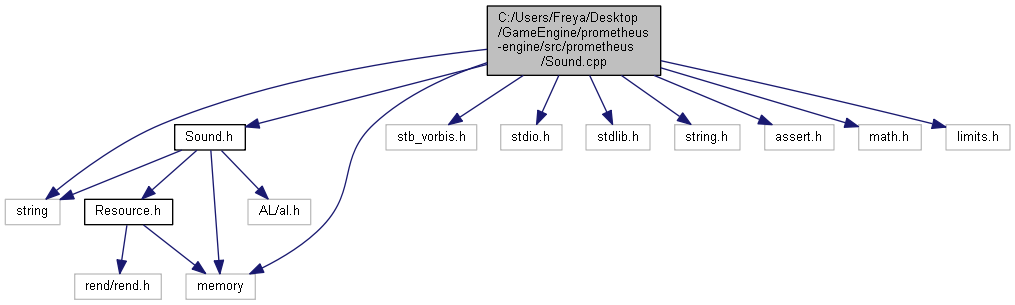 C:/Users/Freya/Desktop
/GameEngine/prometheus
-engine/src/prometheus
/Sound.cpp
Sound.h
stb_vorbis.h
stdio.h
stdlib.h
string.h
assert.h
math.h
limits.h
string
Resource.h
AL/al.h
rend/rend.h
memory